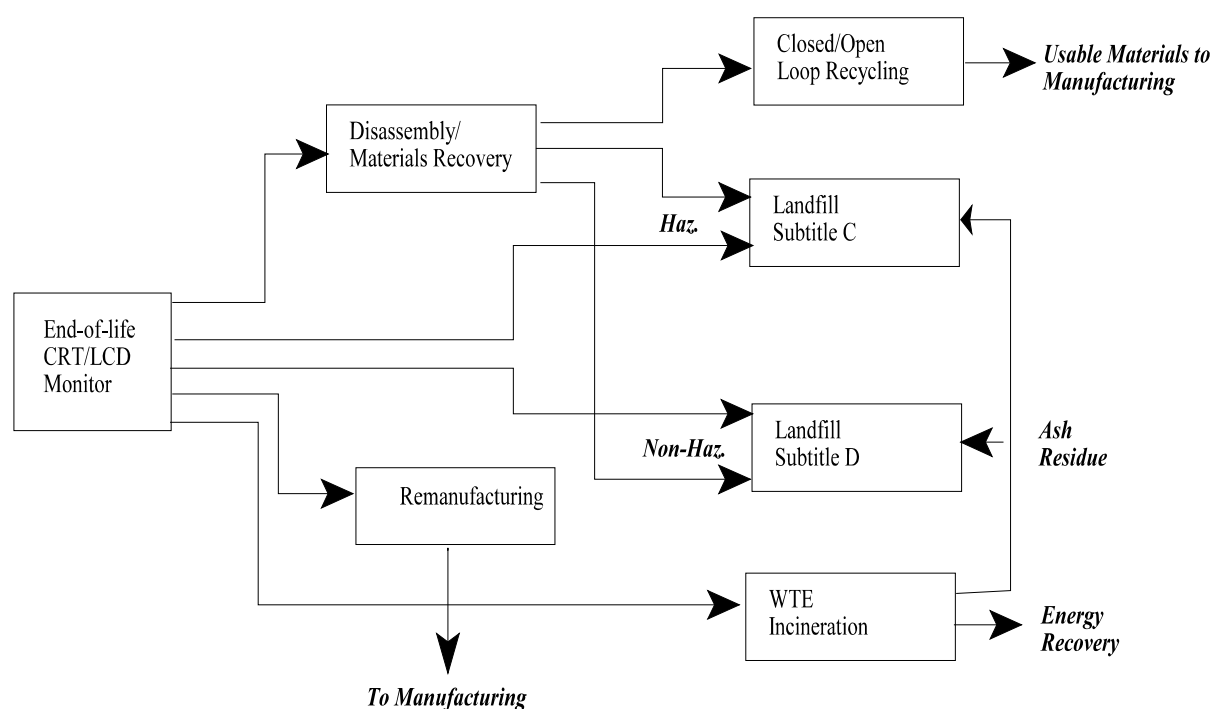 Closed/Open
Loop Recycling
Usable Materials to
Manufacturing
Disassembly/
Materials Recovery
Landfill
Subtitle C
Haz.
End-of-life
CRT/LCD
Monitor
Landfill
Subtitle D
Non-Haz.
Ash
Residue
Remanufacturing
WTE
Incineration
Energy
Recovery
To Manufacturing